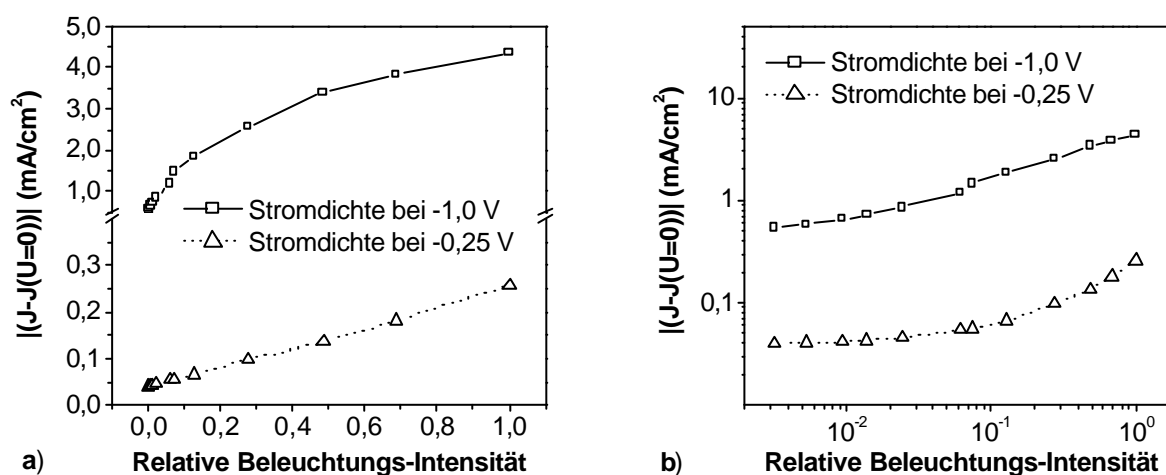 |(J-J(U=0))| (mA/cm²)
5,0
4,0
3,0
2,0
1,0
0,3
0,2
0,1
0,0
Stromdichte bei -1,0 V
Stromdichte bei -0,25 V
0,0 0,2 0,4 0,6 0,8 1,0
a) Relative Beleuchtungs-Intensität
|(J-J(U=0))| (mA/cm²)
10
1
0,1
Stromdichte bei -1,0 V
Stromdichte bei -0,25 V
10⁻² 10⁻¹ 10⁰
b) Relative Beleuchtungs-Intensität